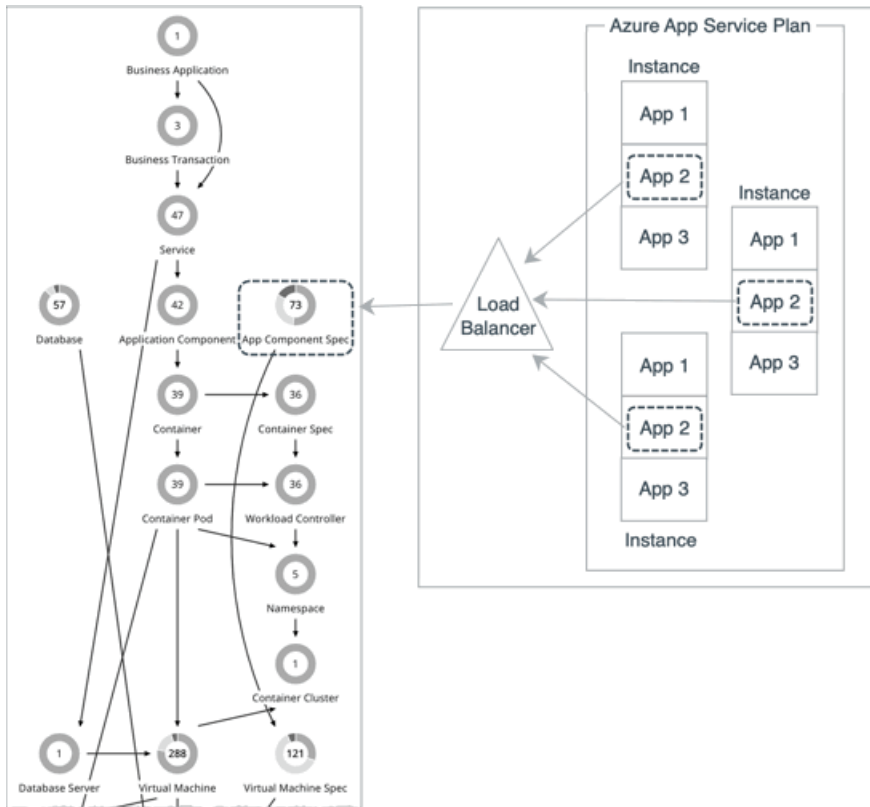 1
Business Application
3
Business Transaction
47
Service
57
Database
42
Application Component
73
App Component Spec
39
Container
36
Container Spec
39
Container Pod
36
Workload Controller
5
Namespace
1
Container Cluster
1
Database Server
288
Virtual Machine
121
Virtual Machine Spec
Azure App Service Plan
Instance
App 1
App 2
App 3
Instance
App 1
App 2
App 3
Load
Balancer
App 1
App 2
App 3
Instance